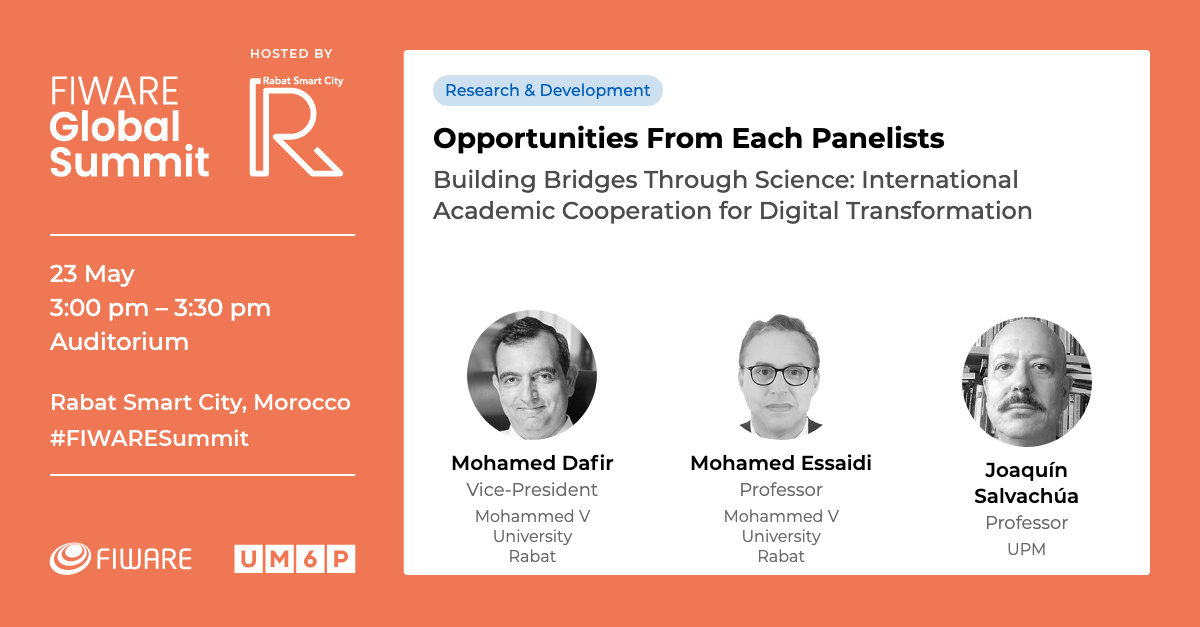 HOSTED BY
FIWARE
Global
Summit
Rabat Smart City
R
23 May
3:00 pm – 3:30 pm
Auditorium
Rabat Smart City, Morocco
#FIWARESummit
FIWARE
UM6P
Research & Development
Opportunities From Each Panelists
Building Bridges Through Science: International
Academic Cooperation for Digital Transformation
Mohamed Dafir
Vice-President
Mohammed V
University
Rabat
Mohamed Essaidi
Professor
Mohammed V
University
Rabat
Joaquín
Salvachúa
Professor
UPM